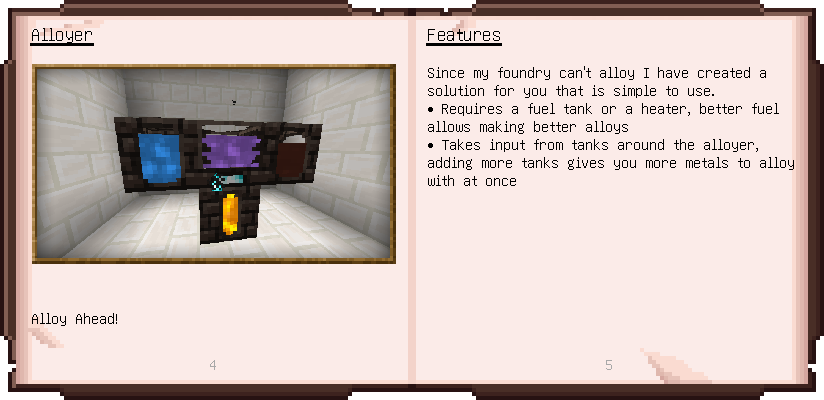 Alloyer
Alloy Ahead!
4
Features
Since my foundry can't alloy I have created a
solution for you that is simple to use.
• Requires a fuel tank or a heater, better fuel
allows making better alloys
• Takes input from tanks around the alloyer,
adding more tanks gives you more metals to alloy
with at once
5